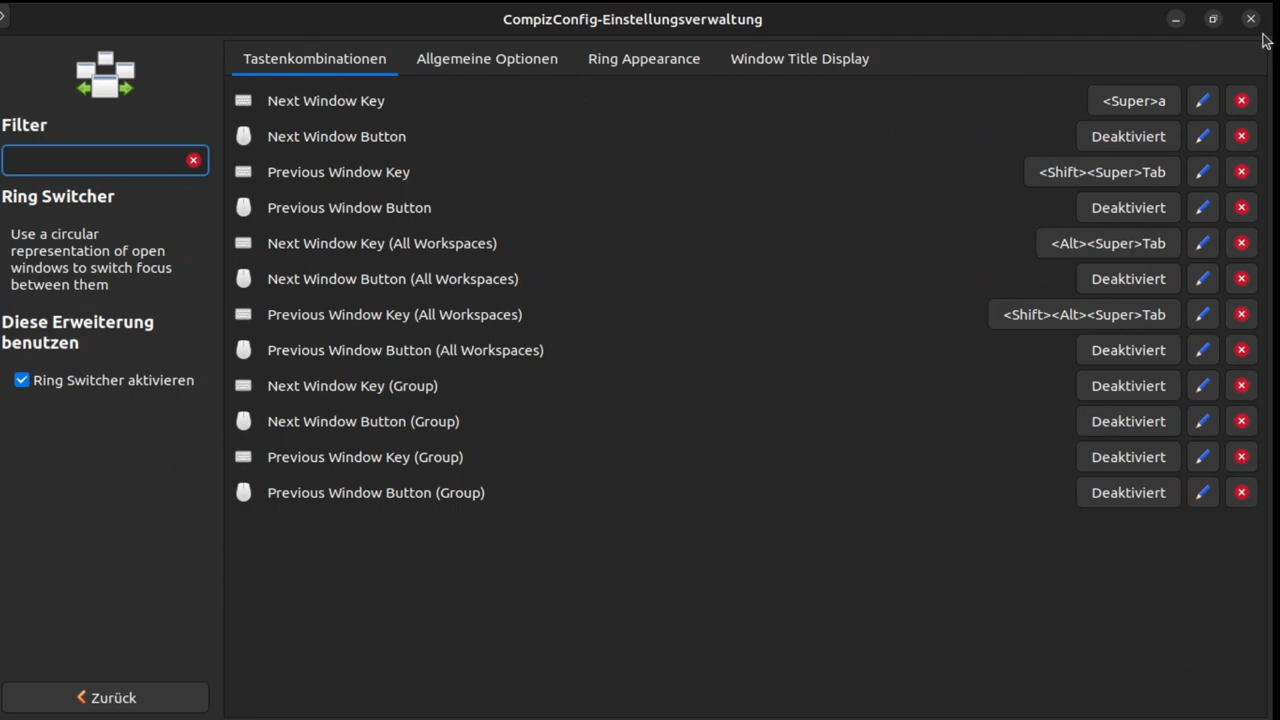 CompizConfig-Einstellungsverwaltung
Filter
Ring Switcher
Use a circular
representation of open
windows to switch focus
between them
Diese Erweiterung
benutzen
Ring Switcher aktivieren
Zurück
Tastenkombinationen Allgemeine Optionen Ring Appearance Window Title Display
Next Window Key <Super>a
Next Window Button Deaktiviert
Previous Window Key <Shift><Super>Tab
Previous Window Button Deaktiviert
Next Window Key (All Workspaces) <Alt><Super>Tab
Next Window Button (All Workspaces) Deaktiviert
Previous Window Key (All Workspaces) <Shift><Alt><Super>Tab
Previous Window Button (All Workspaces) Deaktiviert
Next Window Key (Group) Deaktiviert
Next Window Button (Group) Deaktiviert
Previous Window Key (Group) Deaktiviert
Previous Window Button (Group) Deaktiviert